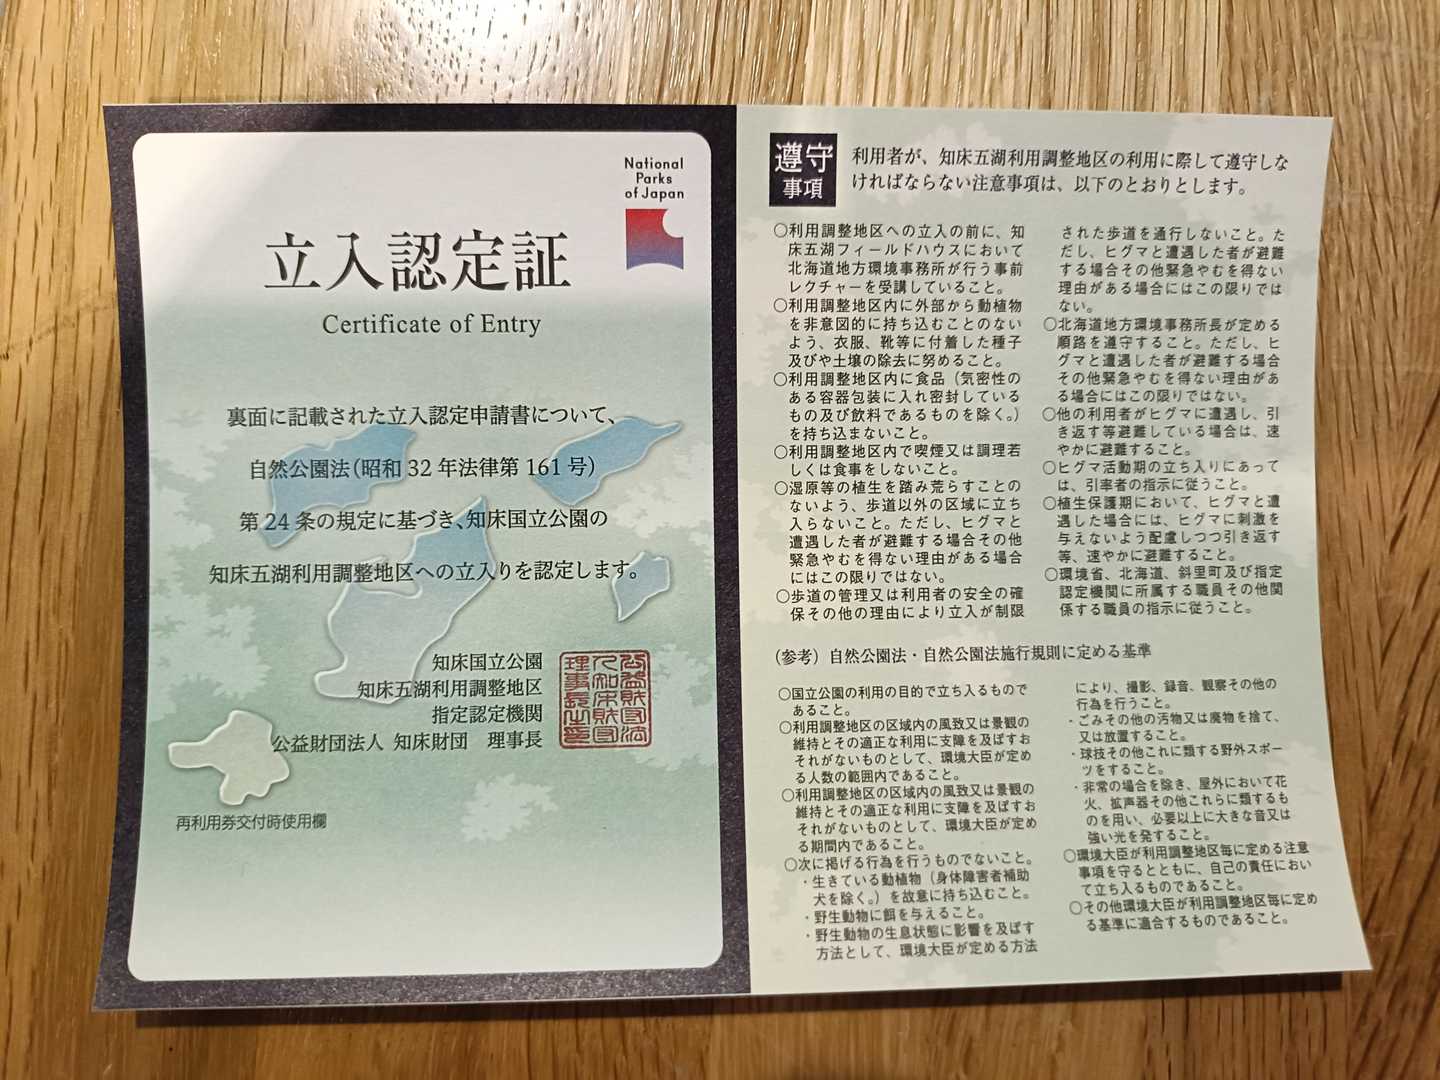 National
Parks
of Japan
立入認定証
Certificate of Entry
裏面に記載された立入認定申請書について、
自然公園法(昭和 32 年法律第 161 号)
第 24 条の規定に基づき、知床国立公園の
知床五湖利用調整地区への立入りを認定します。
知床国立公園
知床五湖利用調整地区
指定認定機関
公益財団法人 知床財団 理事長
再利用券交付時使用欄
遵守
事項
利用者が、知床五湖利用調整地区の利用に際して遵守しな
ければならない注意事項は、以下のとおりとします。
○利用調整地区への立入の前に、知
床五湖フィールドハウスにおいて
北海道地方環境事務所が行う事前
レクチャーを受講していること。
○利用調整地区内に外部から動植物
を非意図的に持ち込むことのない
よう、衣服、靴等に付着した種子
及びや土壌の除去に努めること。
○利用調整地区内に食品（気密性の
ある容器包装に入れ密封している
もの及び飲料であるものを除く。）
を持ち込まないこと。
○利用調整地区内で喫煙又は調理若
しくは食事をしないこと。
○湿原等の植生を踏み荒らすことの
ないよう、歩道以外の区域に立ち
入らないこと。ただし、ヒグマと
遭遇した者が避難する場合その他
緊急やむを得ない理由がある場合
にはこの限りではない。
○歩道の管理又は利用者の安全の確
保その他の理由により立入が制限
された歩道を通行しないこと。た
だし、ヒグマと遭遇した者が避難
する場合その他緊急やむを得ない
理由がある場合にはこの限りでは
ない。
○北海道地方環境事務所長が定める
順路を遵守すること。ただし、ヒ
グマと遭遇した者が避難する場合
その他緊急やむを得ない理由があ
る場合にはこの限りではない。
○他の利用者がヒグマに遭遇し、引
き返す等避難している場合は、速
やかに避難すること。
○ヒグマ活動期の立ち入りにあって
は、引率者の指示に従うこと。
○植生保護期において、ヒグマと遭
遇した場合には、ヒグマに刺激を
与えないよう配慮しつつ引き返す
等、速やかに避難すること。
○環境省、北海道、斜里町及び指定
認定機関に所属する職員その他関
係する職員の指示に従うこと。
（参考）自然公園法・自然公園法施行規則に定める基準
○国立公園の利用の目的で立ち入るもので
あること。
○利用調整地区の区域内の風致又は景観の
維持とその適正な利用に支障を及ぼすお
それがないものとして、環境大臣が定め
る人数の範囲内であること。
○利用調整地区の区域内の風致又は景観の
維持とその適正な利用に支障を及ぼすお
それがないものとして、環境大臣が定め
る期間内であること。
○次に掲げる行為を行うものでないこと。
・生きている動植物（身体障害者補助
犬を除く。）を故意に持ち込むこと。
・野生動物に餌を与えること。
・野生動物の生息状態に影響を及ぼす
方法として、環境大臣が定める方法
により、撮影、録音、観察その他の
行為を行うこと。
・ごみその他の汚物又は廃物を捨て、
又は放置すること。
・球技その他これに類する野外スポー
ツをすること。
・非常の場合を除き、屋外において花
火、拡声器その他これらに類するも
のを用い、必要以上に大きな音又は
強い光を発すること。
○環境大臣が利用調整地区毎に定める注意
事項を守るとともに、自己の責任におい
て立ち入るものであること。
○その他環境大臣が利用調整地区毎に定め
る基準に適合するものであること。